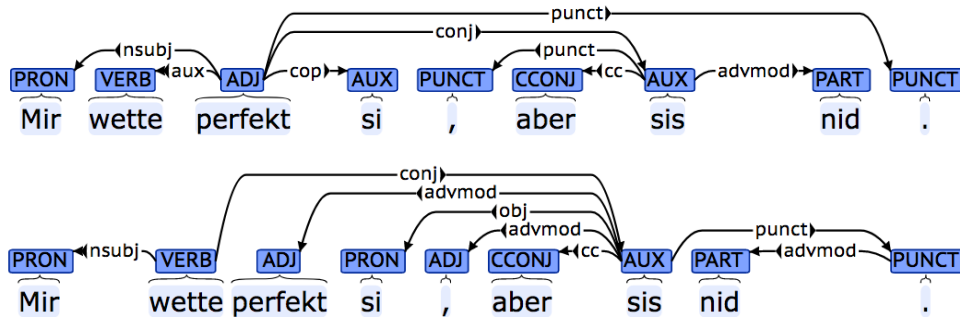 punct
conj
nsubj aux cop punct cc advmod
PRON VERB ADJ AUX PUNCT CCONJ AUX PART PUNCT
Mir wette perfekt si , aber sis nid .
conj
advmod
obj
nsubj advmod cc punct advmod
PRON VERB ADJ PRON ADJ CCONJ AUX PART PUNCT
Mir wette perfekt si , aber sis nid .